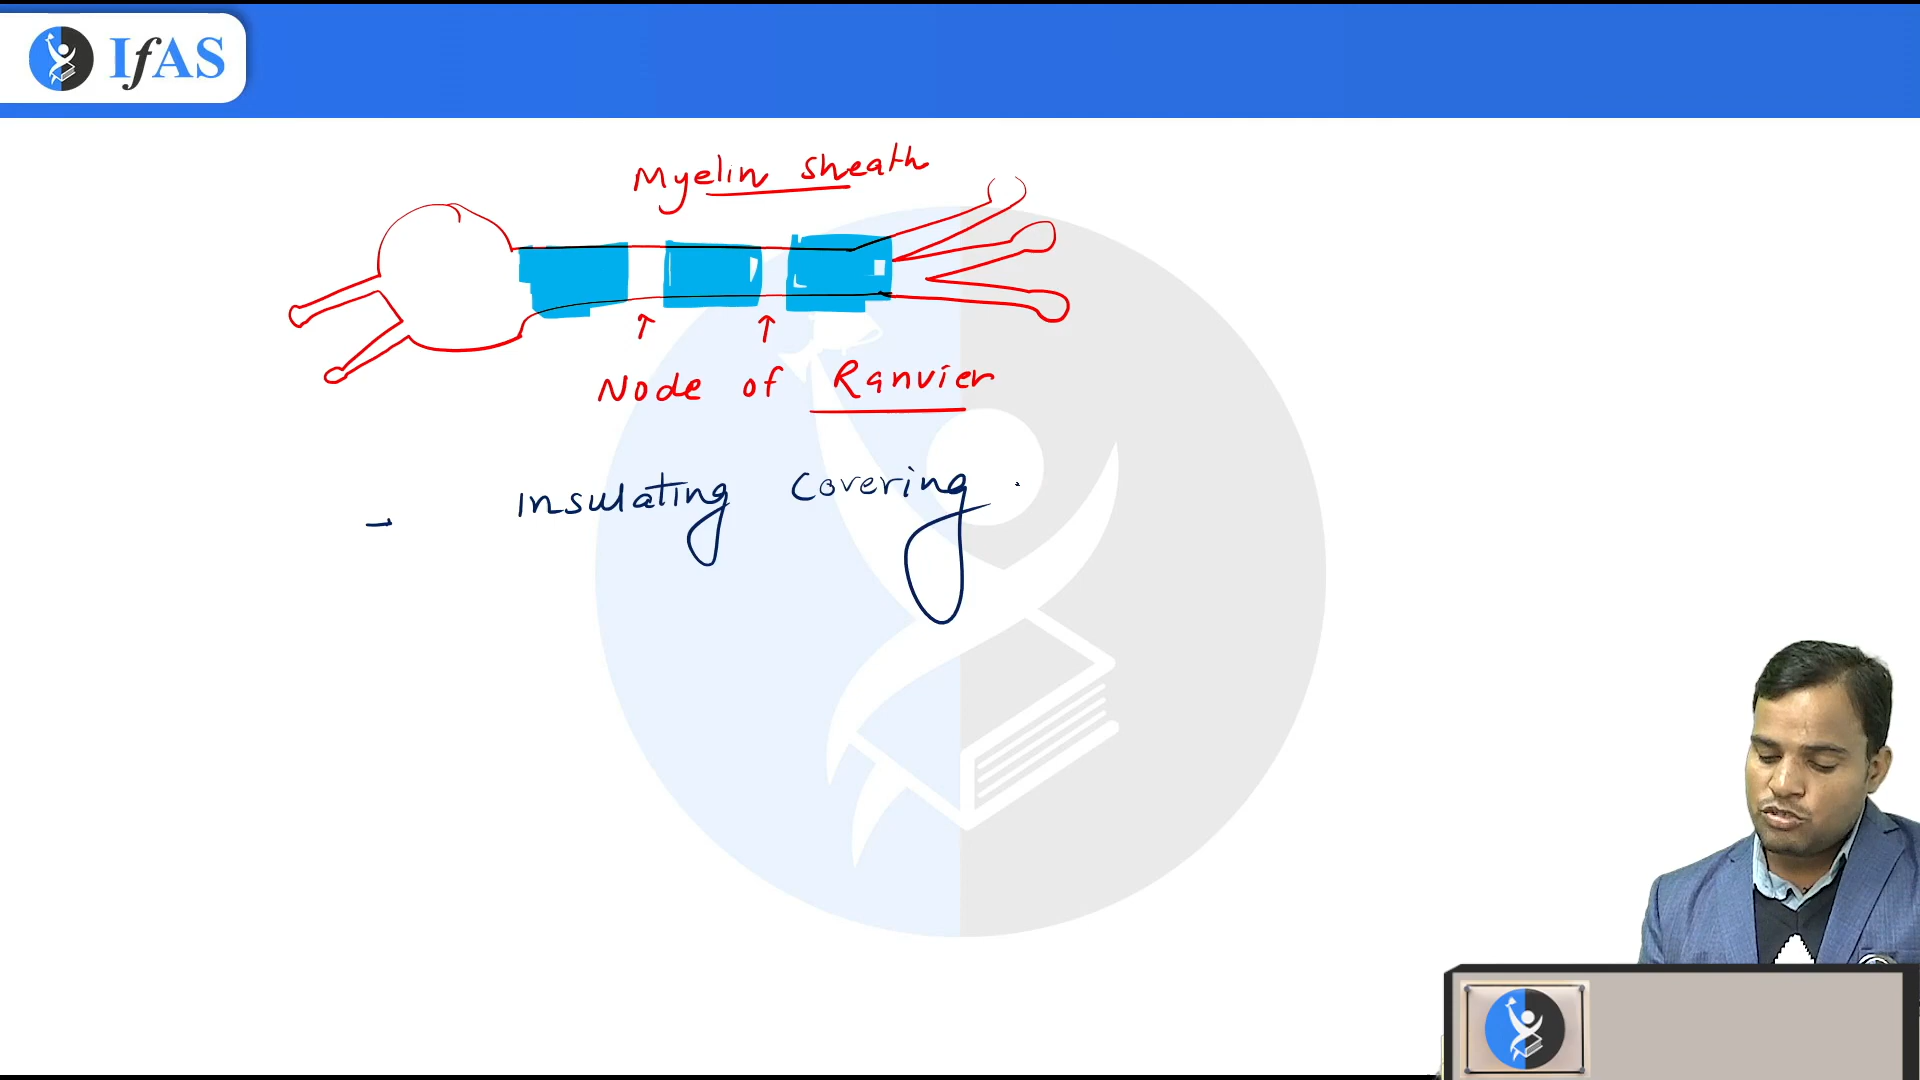 IfAS
Myelin Sheath
Node of Ranvier
- Insulating Covering.